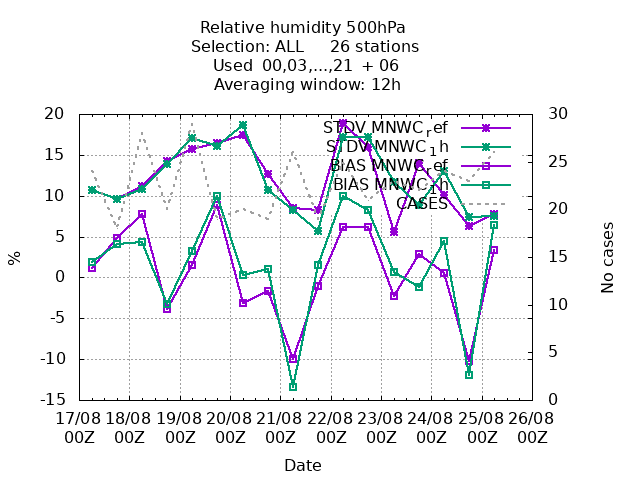 Relative humidity 500hPa
Selection: ALL     26 stations
Used  00,03,...,21  + 06
Averaging window: 12h
STDV MNWC_ref
STDV MNWC_1h
BIAS MNWC_ref
BIAS MNWC_1h
CASES
20
15
10
5
0
-5
-10
-15
%
30
25
20
15
10
5
0
No cases
17/08 18/08 19/08 20/08 21/08 22/08 23/08 24/08 25/08 26/08
00Z 00Z 00Z 00Z 00Z 00Z 00Z 00Z 00Z 00Z
Date